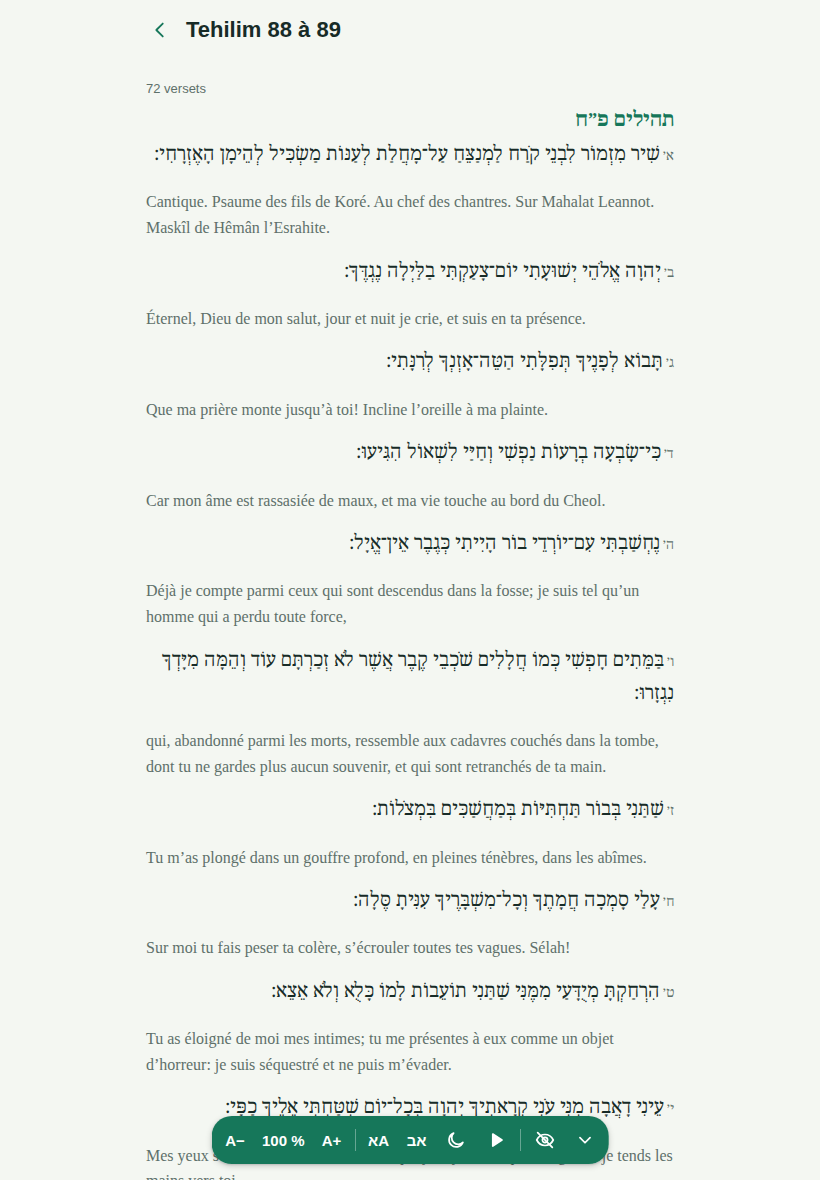 Tehilim 88 à 89
72 versets
תהילים פ״ח
א׳ שִׁיר מִזְמוֹר לִבְנֵי קֹרַח לַמְנַצֵּחַ עַל־מָחֲלַת לְעַנּוֹת מַשְׂכִּיל לְהֵימָן הָאֶזְרָחִי׃
Cantique. Psaume des fils de Koré. Au chef des chantres. Sur Mahalat Leannot.
Maskîl de Hêmân l’Esrahite.
ב׳ יְהוָה אֱלֹהֵי יְשׁוּעָתִי יוֹם־צָעַקְתִּי בַלַּיְלָה נֶגְדֶּךָ׃
Éternel, Dieu de mon salut, jour et nuit je crie, et suis en ta présence.
ג׳ תָּבוֹא לְפָנֶיךָ תְּפִלָּתִי הַטֵּה־אָזְנְךָ לְרִנָּתִי׃
Que ma prière monte jusqu’à toi! Incline l’oreille à ma plainte.
ד׳ כִּי־שָׂבְעָה בְרָעוֹת נַפְשִׁי וְחַיַּי לִשְׁאוֹל הִגִּיעוּ׃
Car mon âme est rassasiée de maux, et ma vie touche au bord du Cheol.
ה׳ נֶחְשַׁבְתִּי עִם־יוֹרְדֵי בוֹר הָיִיתִי כְּגֶבֶר אֵין־אֱיָל׃
Déjà je compte parmi ceux qui sont descendus dans la fosse; je suis tel qu’un
homme qui a perdu toute force,
ו׳ בַּמֵּתִים חָפְשִׁי כְּמוֹ חֲלָלִים שֹׁכְבֵי קֶבֶר אֲשֶׁר לֹא זְכַרְתָּם עוֹד וְהֵמָּה מִיָּדְךָ
נִגְזָרוּ׃
qui, abandonné parmi les morts, ressemble aux cadavres couchés dans la tombe,
dont tu ne gardes plus aucun souvenir, et qui sont retranchés de ta main.
ז׳ שַׁתַּנִי בְּבוֹר תַּחְתִּיּוֹת בְּמַחֲשַׁכִּים בִּמְצֹלוֹת׃
Tu m’as plongé dans un gouffre profond, en pleines ténèbres, dans les abîmes.
ח׳ עָלַי סָמְכָה חֲמָתֶךָ וְכָל־מִשְׁבָּרֶיךָ עִנִּיתָ סֶּלָה׃
Sur moi tu fais peser ta colère, s’écrouler toutes tes vagues. Sélah!
ט׳ הִרְחַקְתָּ מְיֻדָּעַי מִמֶּנִּי שַׁתַּנִי תוֹעֵבוֹת לָמוֹ כָּלֻא וְלֹא אֵצֵא׃
Tu as éloigné de moi mes intimes; tu me présentes à eux comme un objet
d’horreur: je suis séquestré et ne puis m’évader.
י׳ עֵינִי דָאֲבָה מִנִּי עֹנִי קְרָאתִיךָ יְהוָה בְּכָל־יוֹם שִׁטַּחְתִּי אֵלֶיךָ כַפָּי׃
A− 100 % A+ אA אב
Mes yeux je tends les
mains vers toi